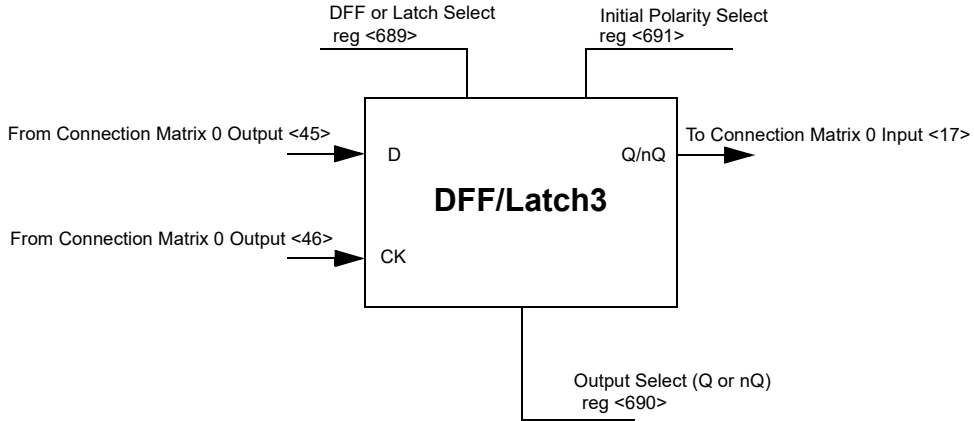 DFF or Latch Select
reg <689>
Initial Polarity Select
reg <691>
From Connection Matrix 0 Output <45>
To Connection Matrix 0 Input <17>
D
Q/nQ
DFF/Latch3
From Connection Matrix 0 Output <46>
CK
Output Select (Q or nQ)
reg <690>